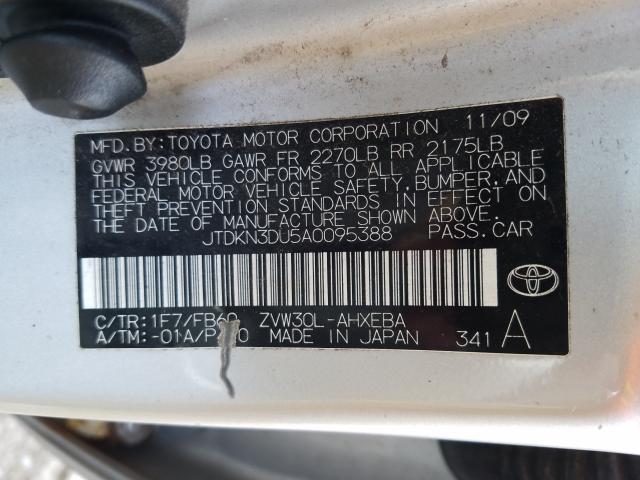 MFD. BY: TOYOTA MOTOR CORPORATION 11/09
GVWR 3980LB GAWR FR 2270LB RR 2175LB
THIS VEHICLE CONFORMS TO ALL APPLICABLE
FEDERAL MOTOR VEHICLE SAFETY, BUMPER, AND
THEFT PREVENTION STANDARDS IN EFFECT ON
THE DATE OF MANUFACTURE SHOWN ABOVE.
JTDKN3DU5A0095388 PASS. CAR
C/TR: 1F7/FB60 ZVW30L-AHXEBA
A/TM: -01A/ MADE IN JAPAN 341 A